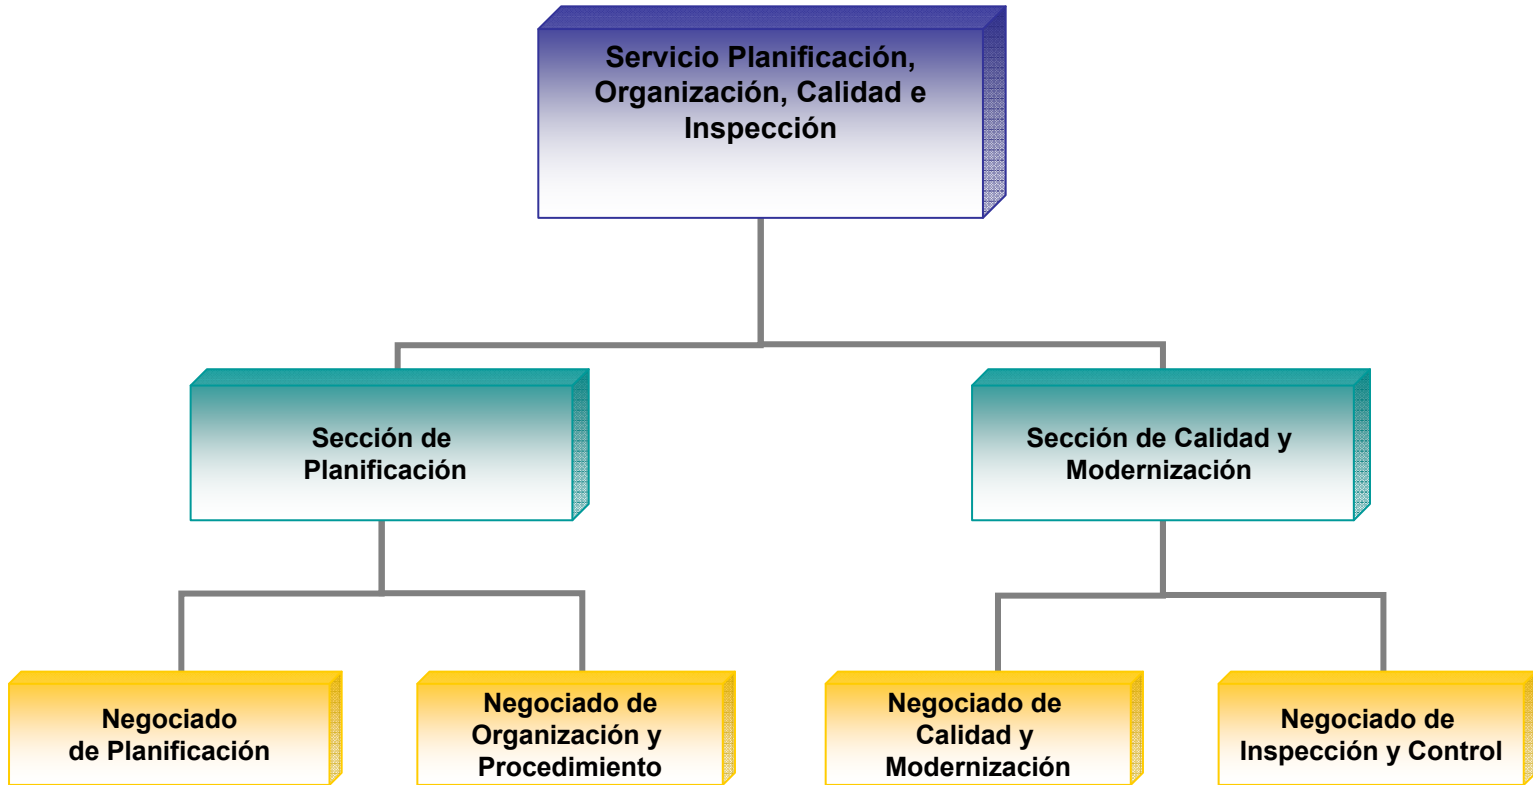 Servicio Planificación,
Organización, Calidad e
Inspección
Sección de
Planificación
Sección de Calidad y
Modernización
Negociado
de Planificación
Negociado de
Organización y
Procedimiento
Negociado de
Calidad y
Modernización
Negociado de
Inspección y Control